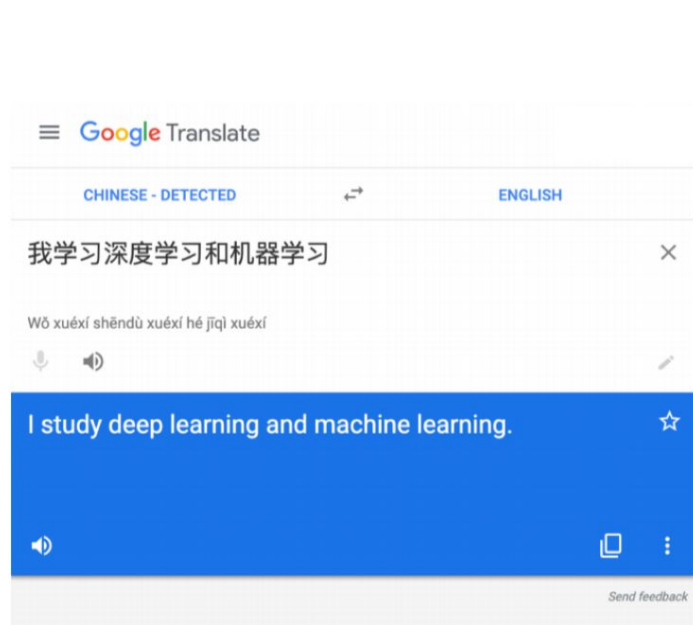 Google Translate
CHINESE - DETECTED ENGLISH
我学习深度学习和机器学习
Wǒ xuéxí shēndù xuéxí hé jīqì xuéxí
I study deep learning and machine learning.
Send feedback